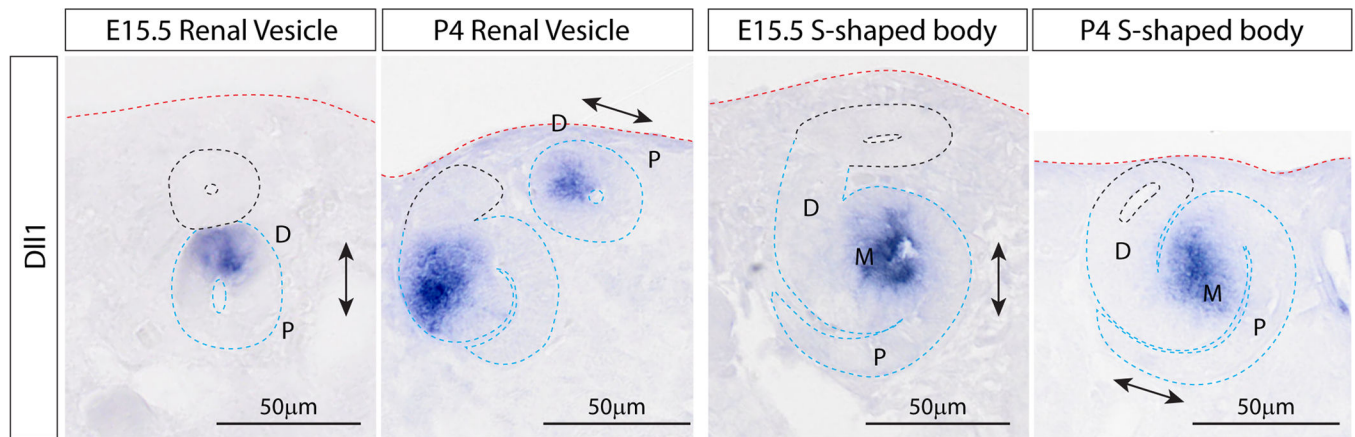 E15.5 Renal Vesicle
P4 Renal Vesicle
E15.5 S-shaped body
P4 S-shaped body
Dll1
D
P
50μm
D
P
50μm
D
M
P
50μm
D
M
P
50μm